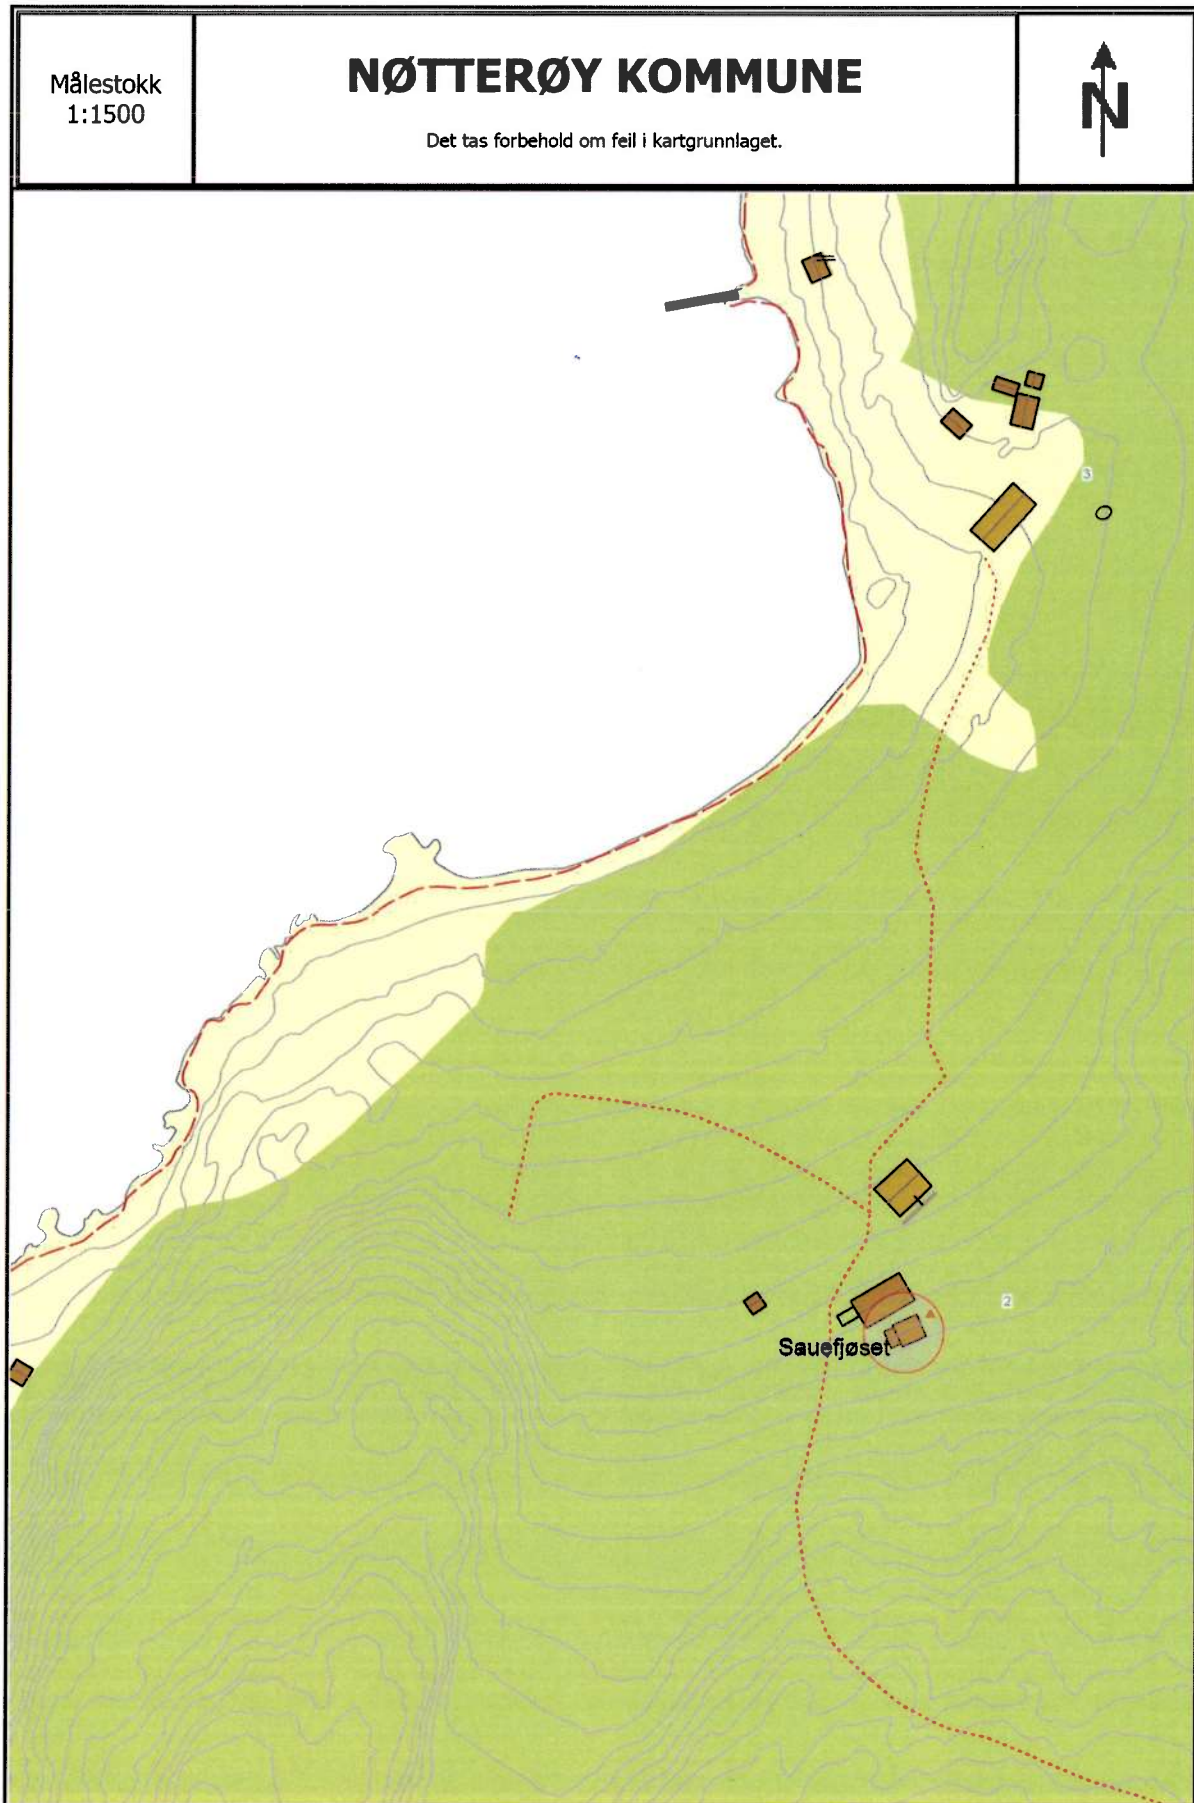 Målestokk
1:1500
NØTTERØY KOMMUNE
Det tas forbehold om feil i kartgrunnlaget.
N
3
2
Sauefjøset